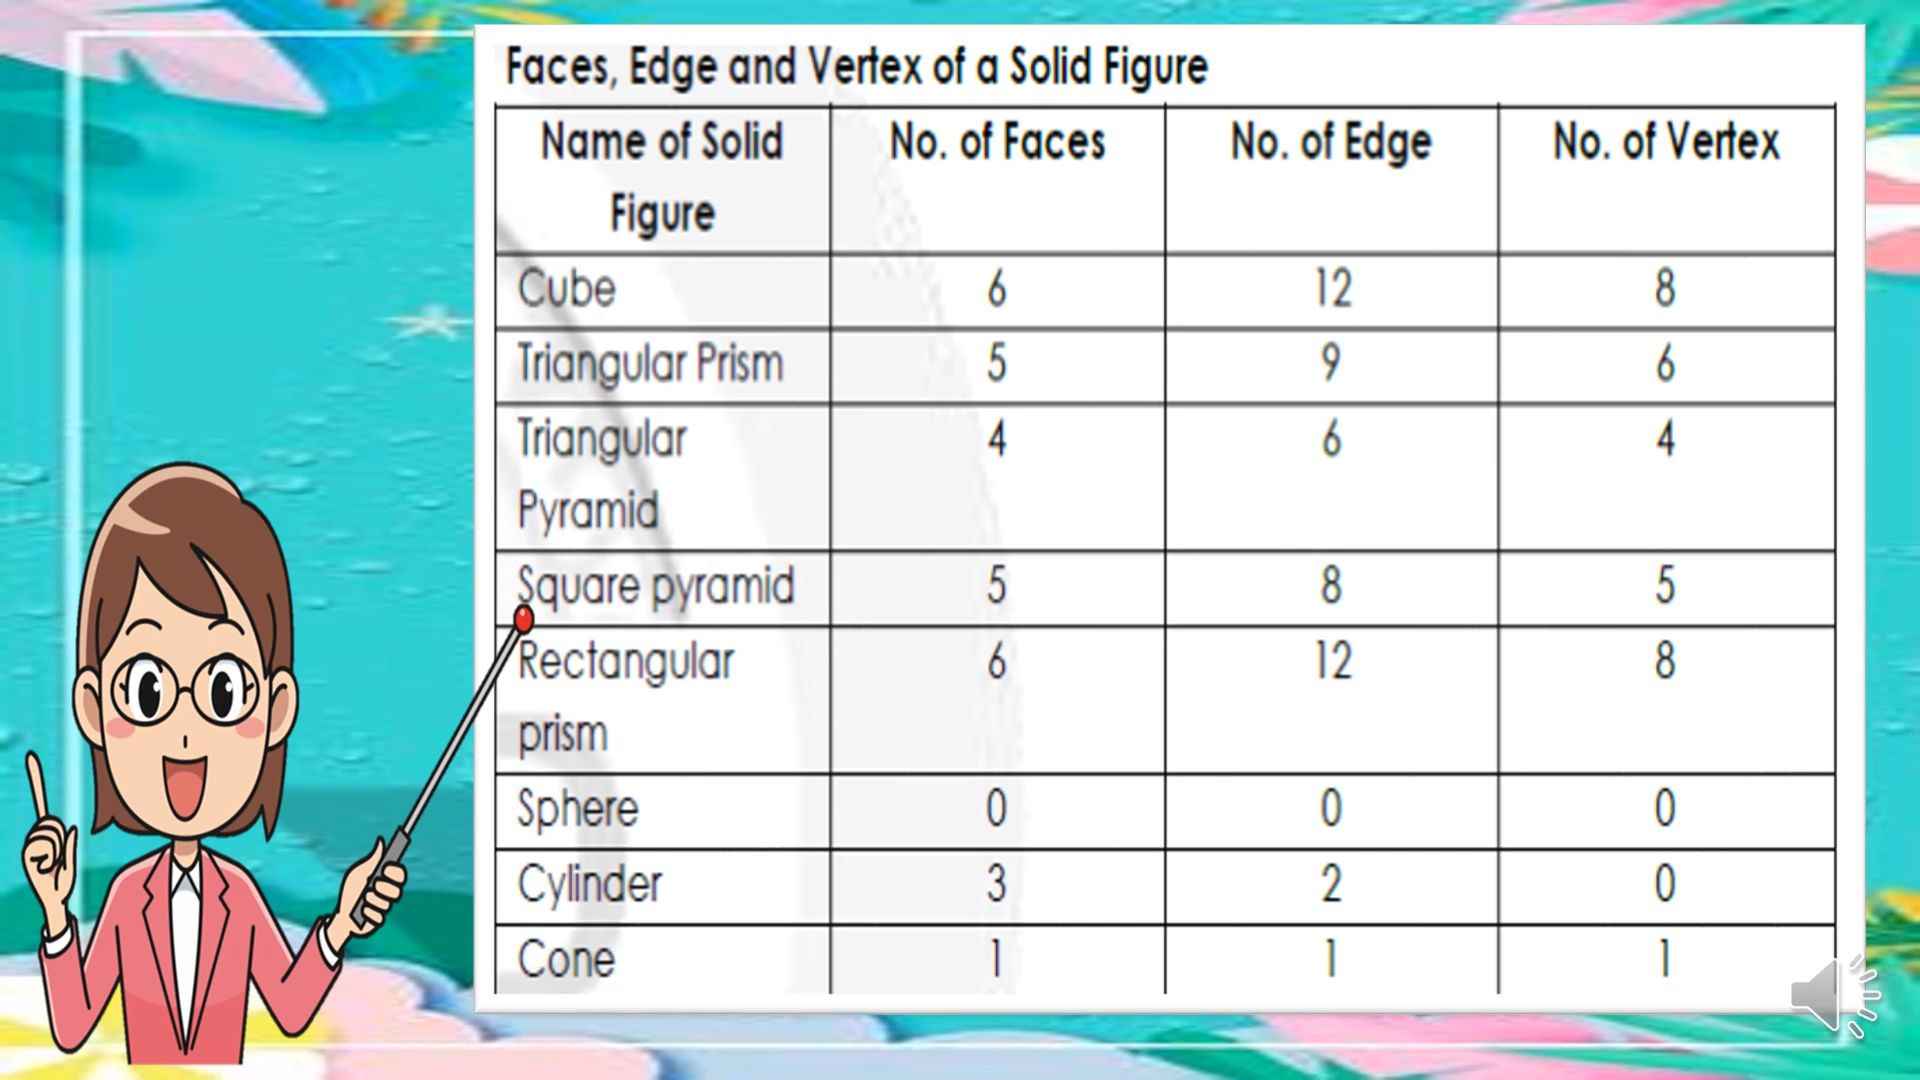 Faces, Edge and Vertex of a Solid Figure
Name of Solid Figure No. of Faces No. of Edge No. of Vertex
Cube 6 12 8
Triangular Prism 5 9 6
Triangular Pyramid 4 6 4
Square pyramid 5 8 5
Rectangular prism 6 12 8
Sphere 0 0 0
Cylinder 3 2 0
Cone 1 1 1